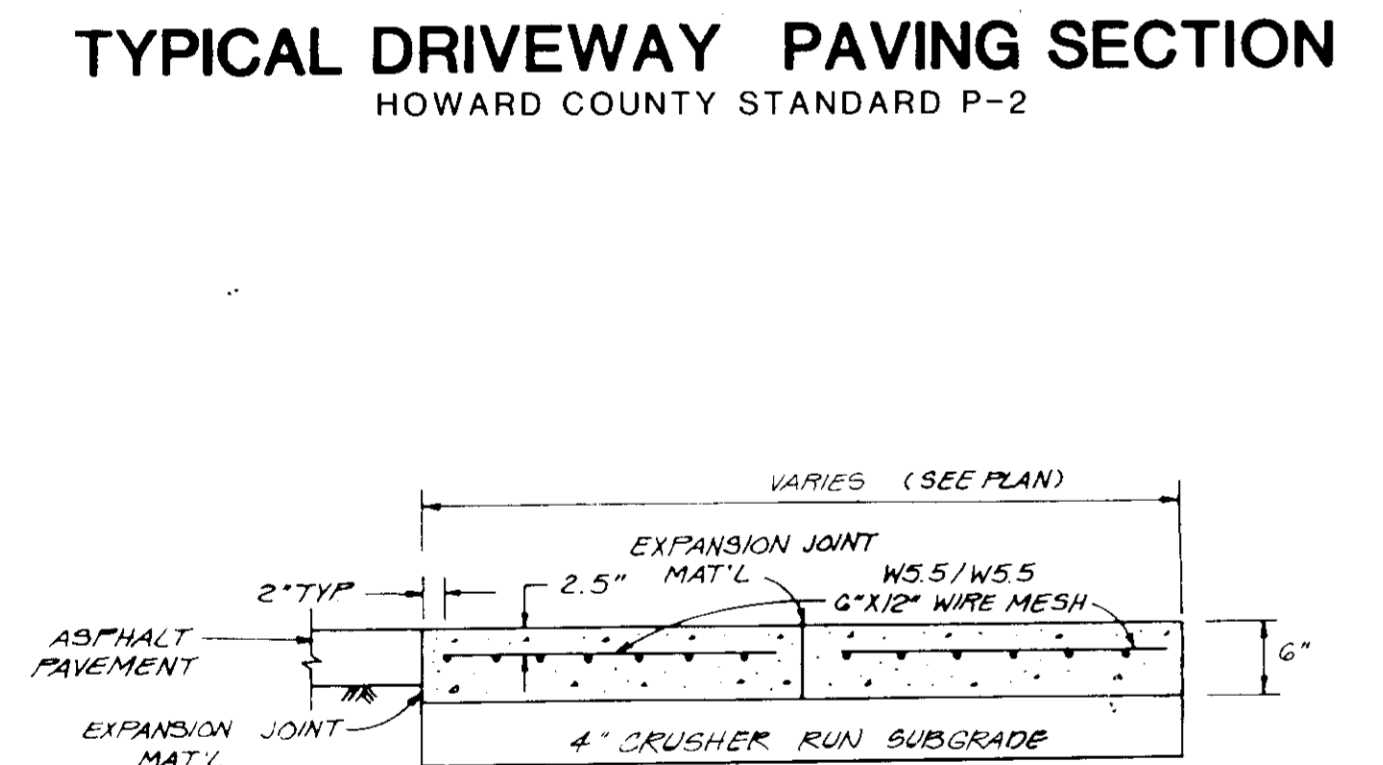 TYPICAL DRIVEWAY PAVING SECTION
HOWARD COUNTY STANDARD P-2
VARIES (SEE PLAN)
EXPANSION JOINT
MAT'L
W5.5/W5.5
6"X12" WIRE MESH
2" TYP
2.5"
ASPHALT
PAVEMENT
6"
EXPANSION JOINT
MAT'L
4" CRUSHER RUN SUBGRADE